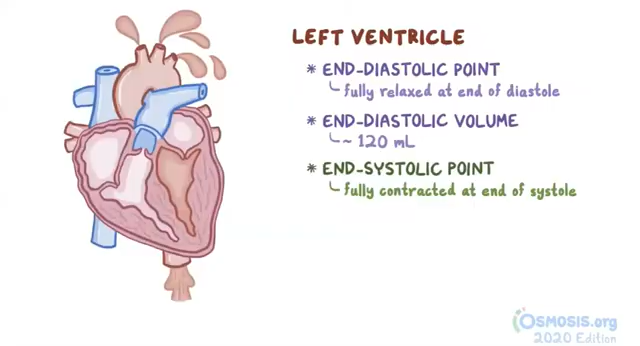 LEFT VENTRICLE
* END-DIASTOLIC POINT
fully relaxed at end of diastole
* END-DIASTOLIC VOLUME
~ 120 mL
* END-SYSTOLIC POINT
fully contracted at end of systole
OSMOSIS.org
2020 Edition